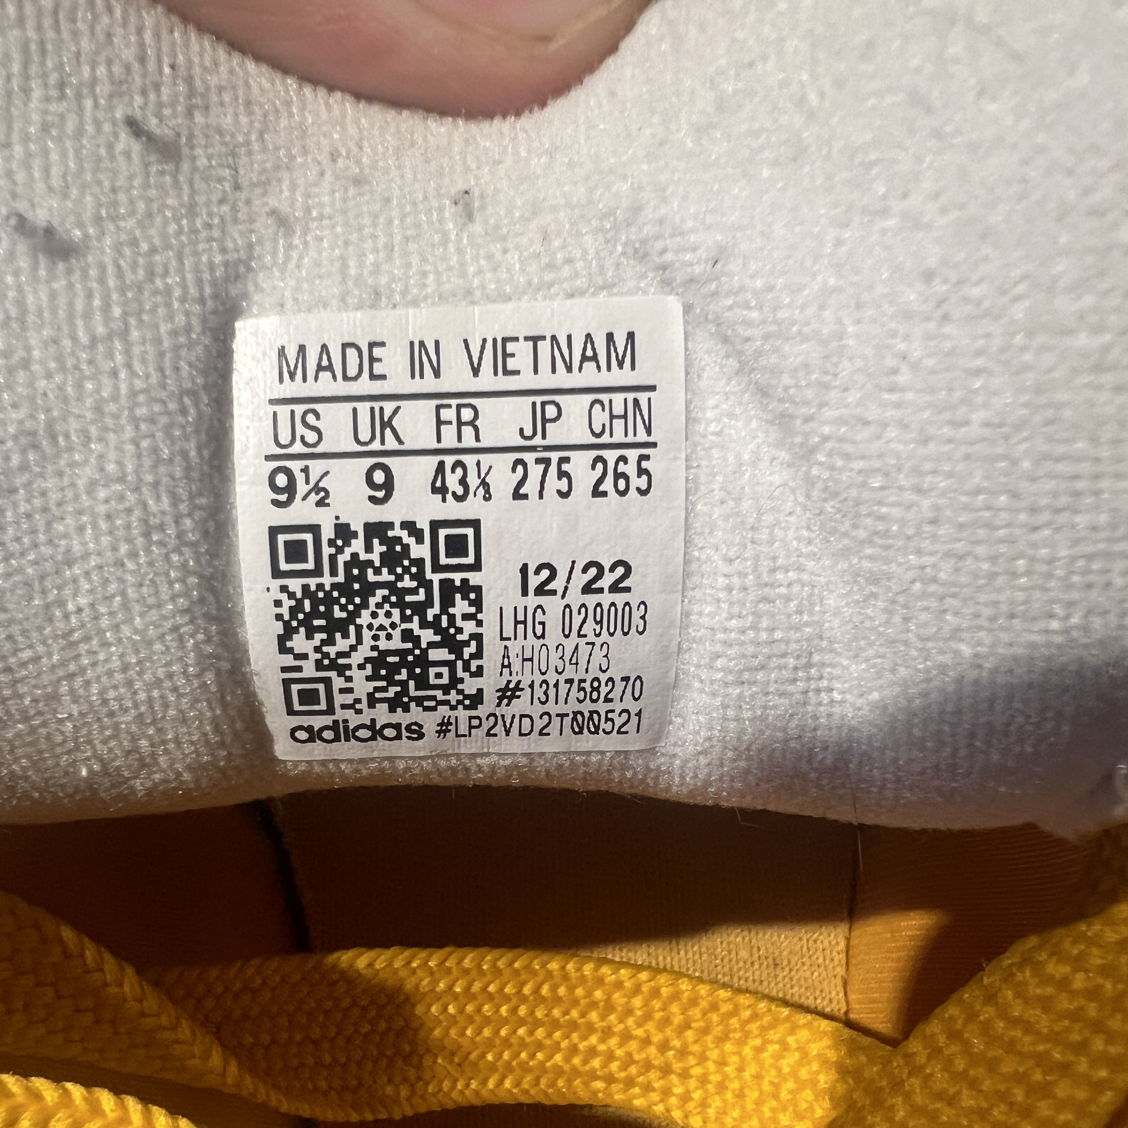 MADE IN VIETNAM
US UK FR JP CHN
9½ 9 43⅓ 275 265
12/22
LHG 029003
A:H03473
#131758270
adidas #LP2VD2T00521